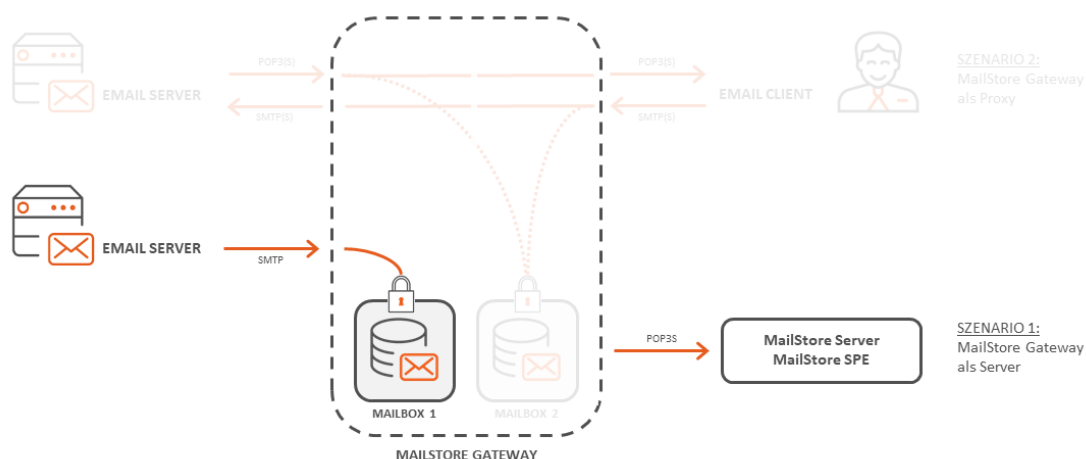 POP3(S)
EMAIL SERVER
SMTP(S)
POP3(S)
EMAIL CLIENT
SMTP(S)
SZENARIO 2:
MailStore Gateway
als Proxy
EMAIL SERVER
SMTP
MAILBOX 1
MAILBOX 2
POP3S
MailStore Server
MailStore SPE
SZENARIO 1:
MailStore Gateway
als Server
MAILSTORE GATEWAY